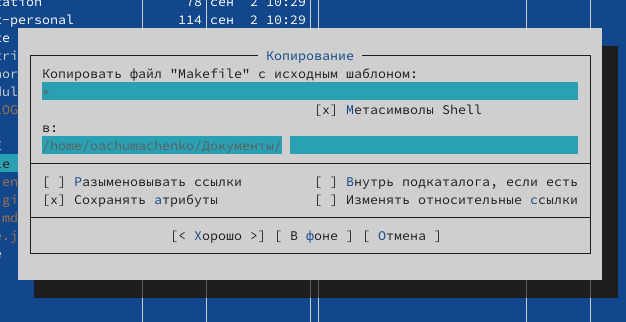 78 сен 2 10:29
-personal 114 сен 2 10:29
Копирование
Копировать файл "Makefile" с исходным шаблоном:
*
[x] Метасимволы Shell
в:
/home/oachumachenko/Документы/
[ ] Разыменовывать ссылки [ ] Внутрь подкаталога, если есть
[x] Сохранять атрибуты [ ] Изменять относительные ссылки
[< Хорошо >] [ В фоне ] [ Отмена ]